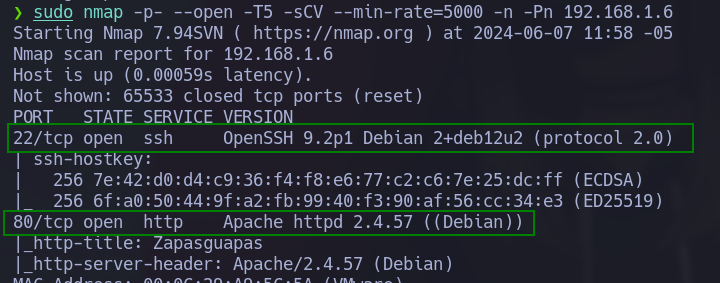 ❯ sudo nmap -p- --open -T5 -sCV --min-rate=5000 -n -Pn 192.168.1.6
Starting Nmap 7.94SVN ( https://nmap.org ) at 2024-06-07 11:58 -05
Nmap scan report for 192.168.1.6
Host is up (0.00059s latency).
Not shown: 65533 closed tcp ports (reset)
PORT   STATE SERVICE VERSION
22/tcp open  ssh     OpenSSH 9.2p1 Debian 2+deb12u2 (protocol 2.0)
| ssh-hostkey:
|   256 7e:42:d0:d4:c9:36:f4:f8:e6:77:c2:c6:7e:25:dc:ff (ECDSA)
|_  256 6f:a0:50:44:9f:a2:fb:99:40:f3:90:af:56:cc:34:e3 (ED25519)
80/tcp open  http    Apache httpd 2.4.57 ((Debian))
|_http-title: Zapasguapas
|_http-server-header: Apache/2.4.57 (Debian)
MAC Address: (VMware)